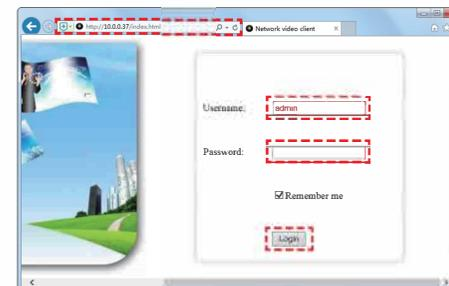 http://10.0.0.37/index.html
Network video client
Username:
admin
Password:
Remember me
Login